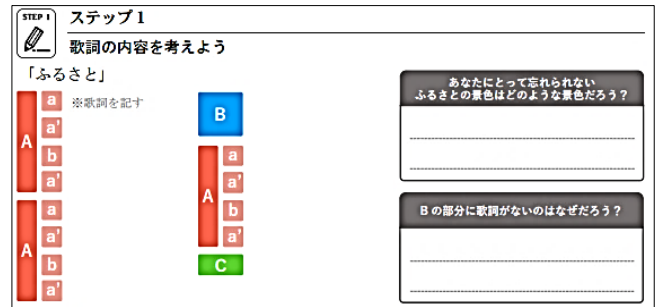 STEP 1
ステップ1
歌詞の内容を考えよう
「ふるさと」
A
a
※歌詞を記す
a'
b
a'
A
a
a'
b
a'
B
A
a
a'
b
a'
C
あなたにとって忘れられない
ふるさとの景色はどのような景色だろう？
Bの部分に歌詞がないのはなぜだろう？